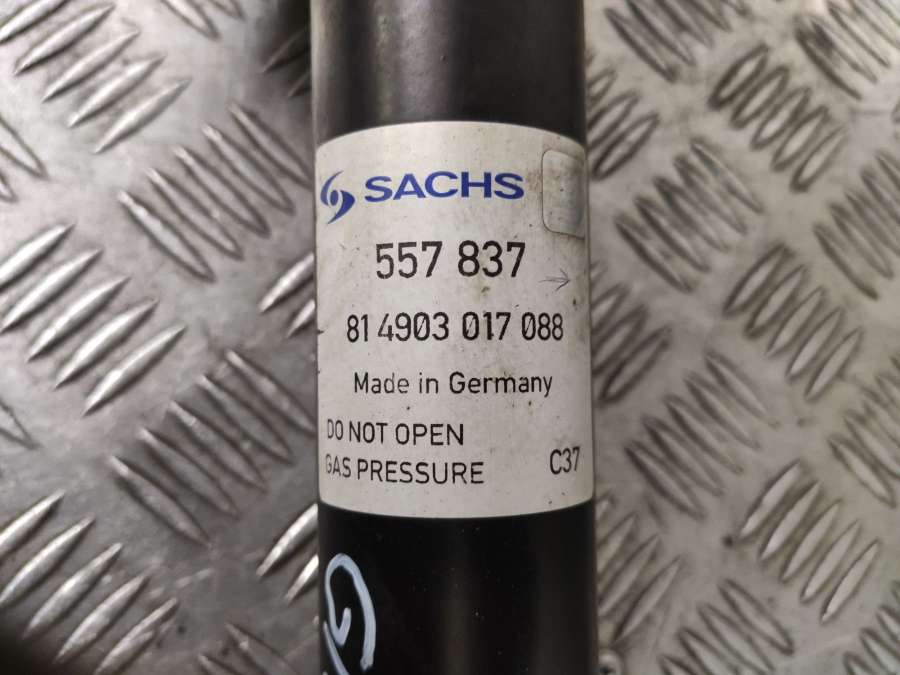 SACHS
557 837
81 4903 017 088
Made in Germany
DO NOT OPEN
GAS PRESSURE C37